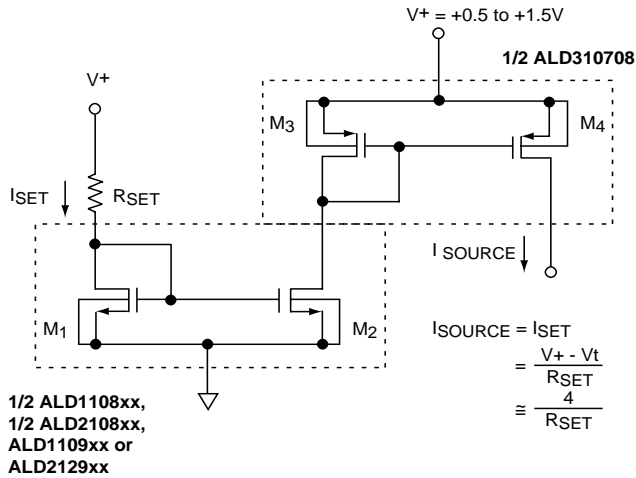 V+ = +0.5 to +1.5V
1/2 ALD310708
V+
M3
M4
ISET
RSET
I SOURCE
M1
M2
ISOURCE = ISET
= V+ - Vt
RSET
≅ 4
RSET
1/2 ALD1108xx,
1/2 ALD2108xx,
ALD1109xx or
ALD2129xx